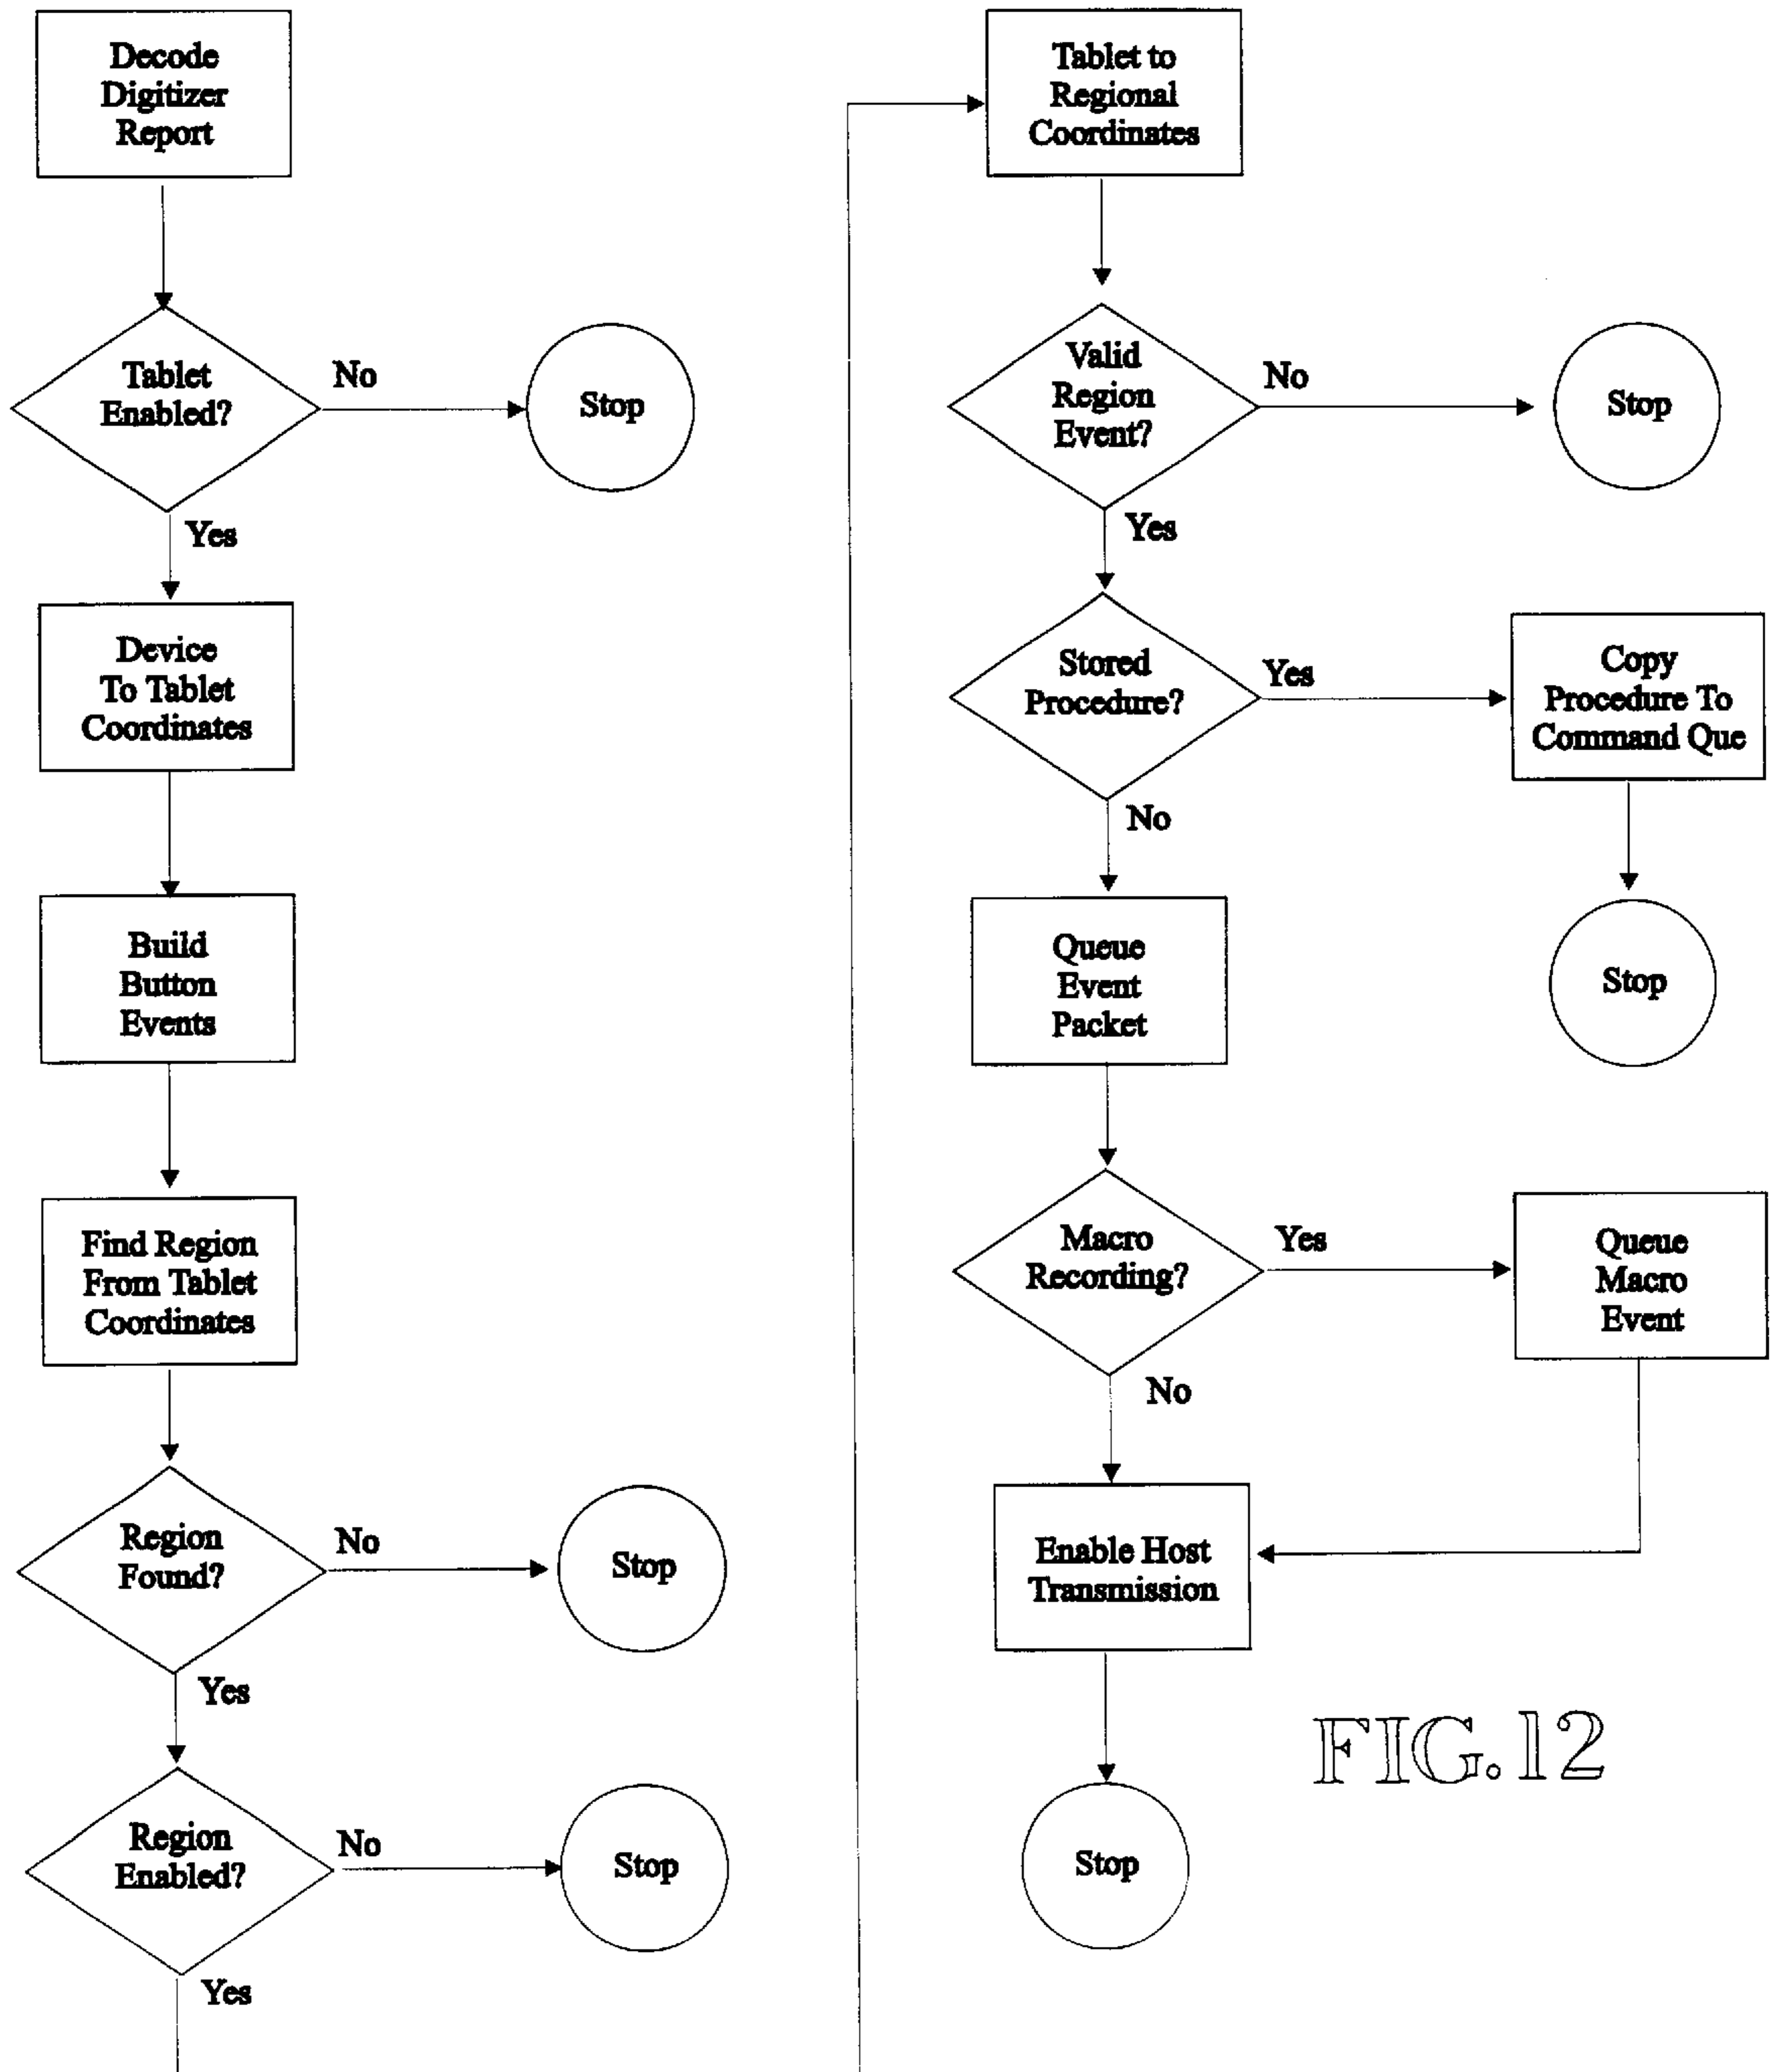 Decode
Digitizer
Report
Tablet
Enabled?
No
Stop
Yes
Device
To Tablet
Coordinates
Build
Button
Events
Find Region
From Tablet
Coordinates
Region
Found?
No
Stop
Yes
Region
Enabled?
No
Stop
Yes
Tablet to
Regional
Coordinates
Valid
Region
Event?
No
Stop
Yes
Stored
Procedure?
Yes
Copy
Procedure To
Command Que
Stop
No
Queue
Event
Packet
Macro
Recording?
Yes
Queue
Macro
Event
No
Enable Host
Transmission
Stop
FIG.12